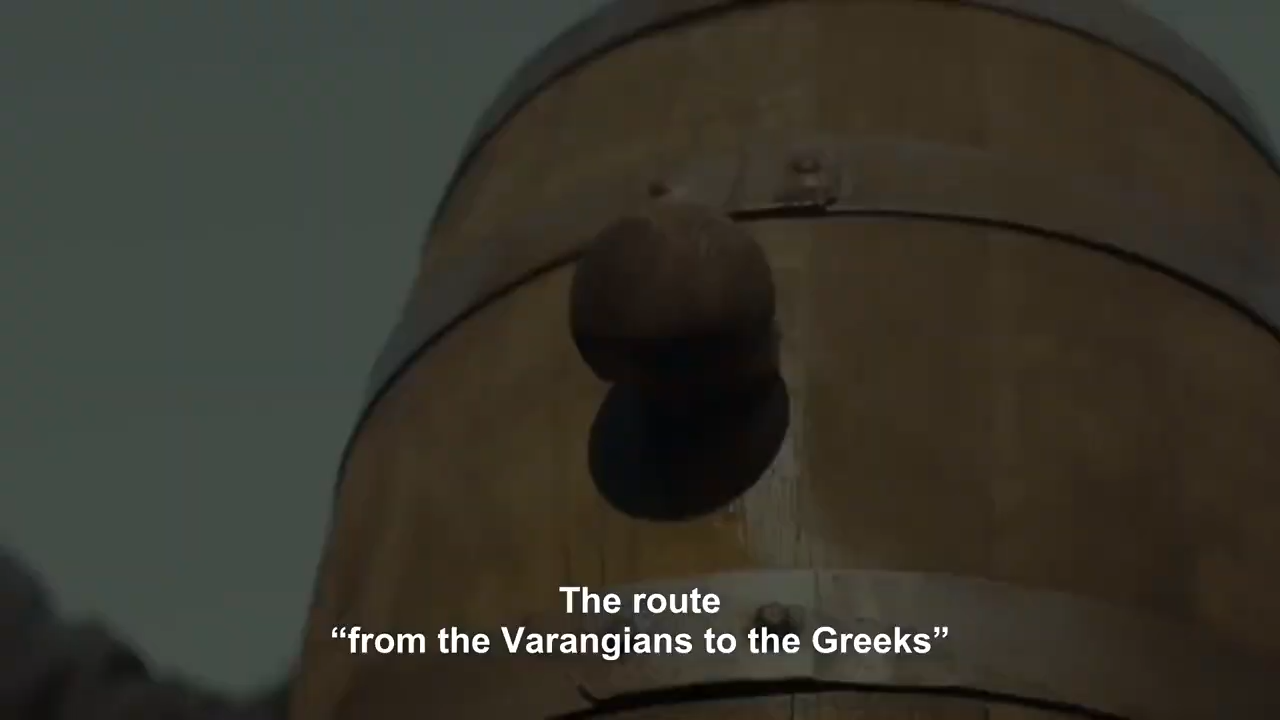 The route
“from the Varangians to the Greeks”